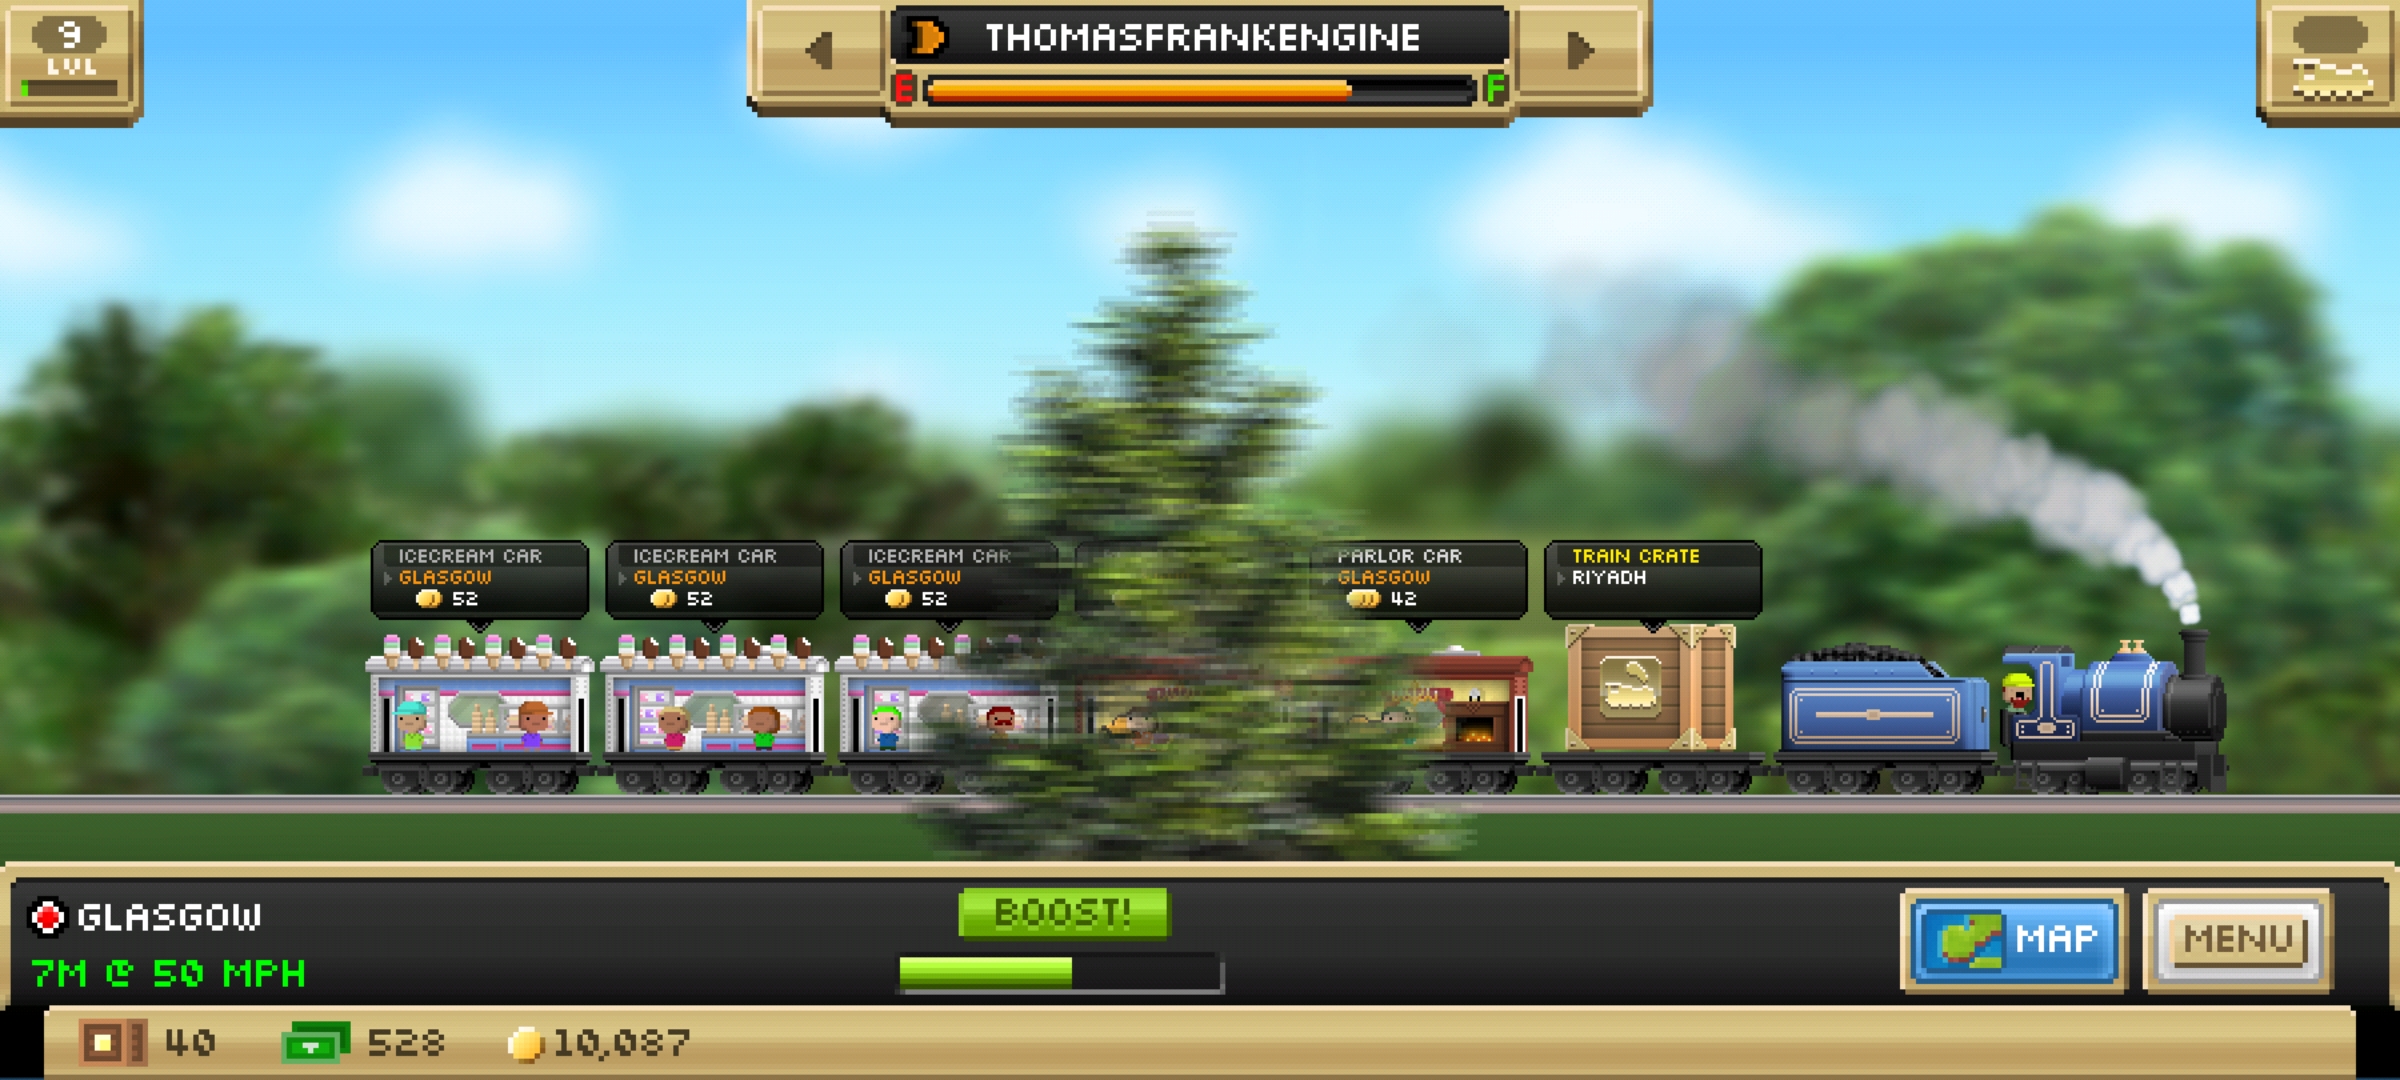 9
LVL
THOMASFRANKENGINE
E
F
ICECREAM CAR
GLASGOW
52
ICECREAM CAR
GLASGOW
52
ICECREAM CAR
GLASGOW
52
PARLOR CAR
GLASGOW
42
TRAIN CRATE
RIYADH
GLASGOW
7M @ 50 MPH
BOOST!
MAP
MENU
40
528
10,087